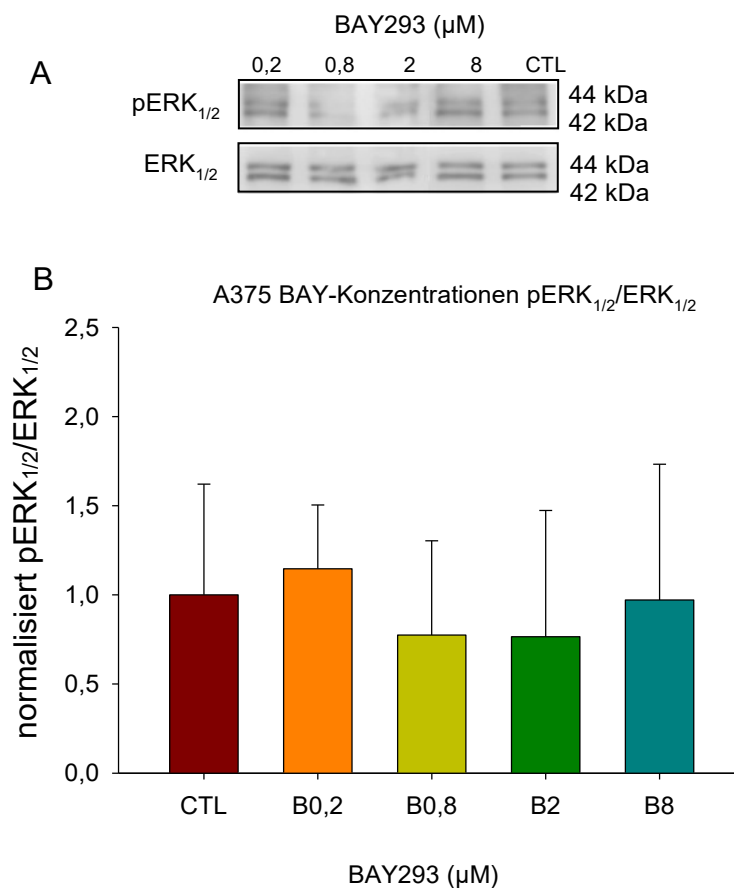 BAY293 (µM)
A
0,2 0,8 2 8 CTL
pERK1/2
44 kDa
42 kDa
ERK1/2
44 kDa
42 kDa
B
A375 BAY-Konzentrationen pERK1/2/ERK1/2
normalisiert pERK1/2/ERK1/2
2,5
2,0
1,5
1,0
0,5
0,0
CTL B0,2 B0,8 B2 B8
BAY293 (µM)